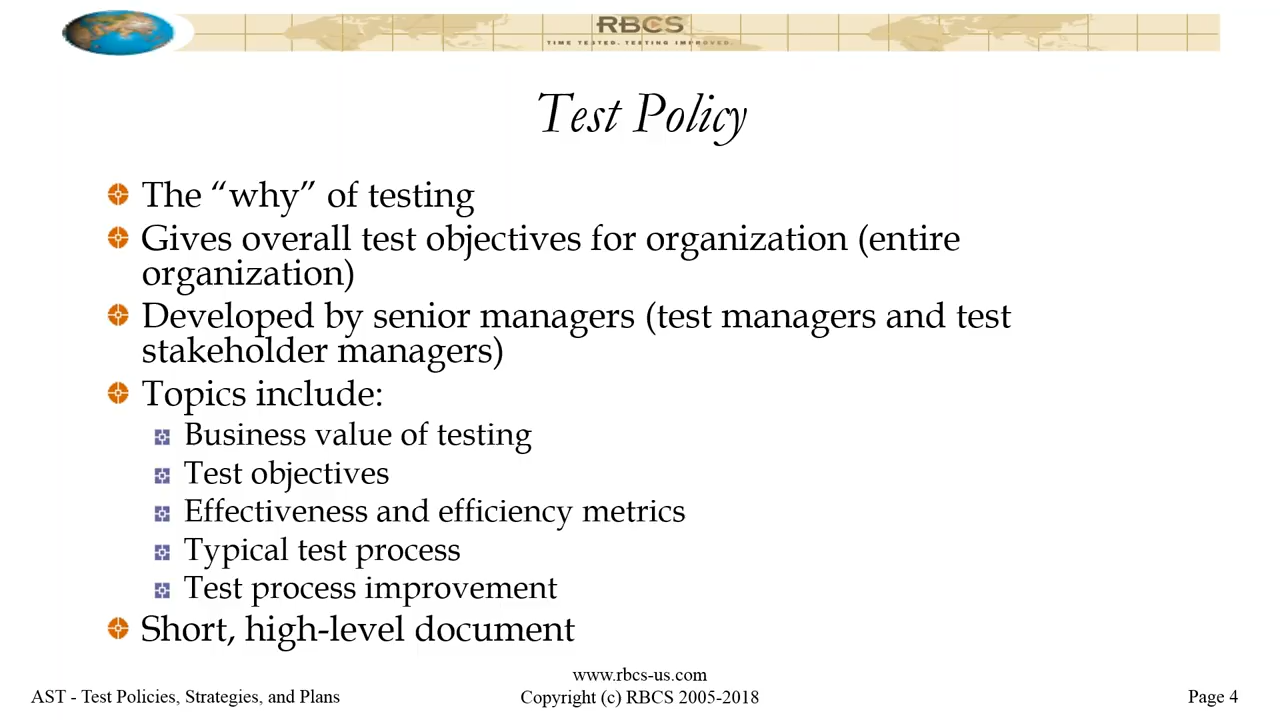 RBCS
TIME TESTED. TESTING IMPROVED.
Test Policy
The “why” of testing
Gives overall test objectives for organization (entire
organization)
Developed by senior managers (test managers and test
stakeholder managers)
Topics include:
Business value of testing
Test objectives
Effectiveness and efficiency metrics
Typical test process
Test process improvement
Short, high-level document
www.rbcs-us.com
AST - Test Policies, Strategies, and Plans
Copyright (c) RBCS 2005-2018
Page 4